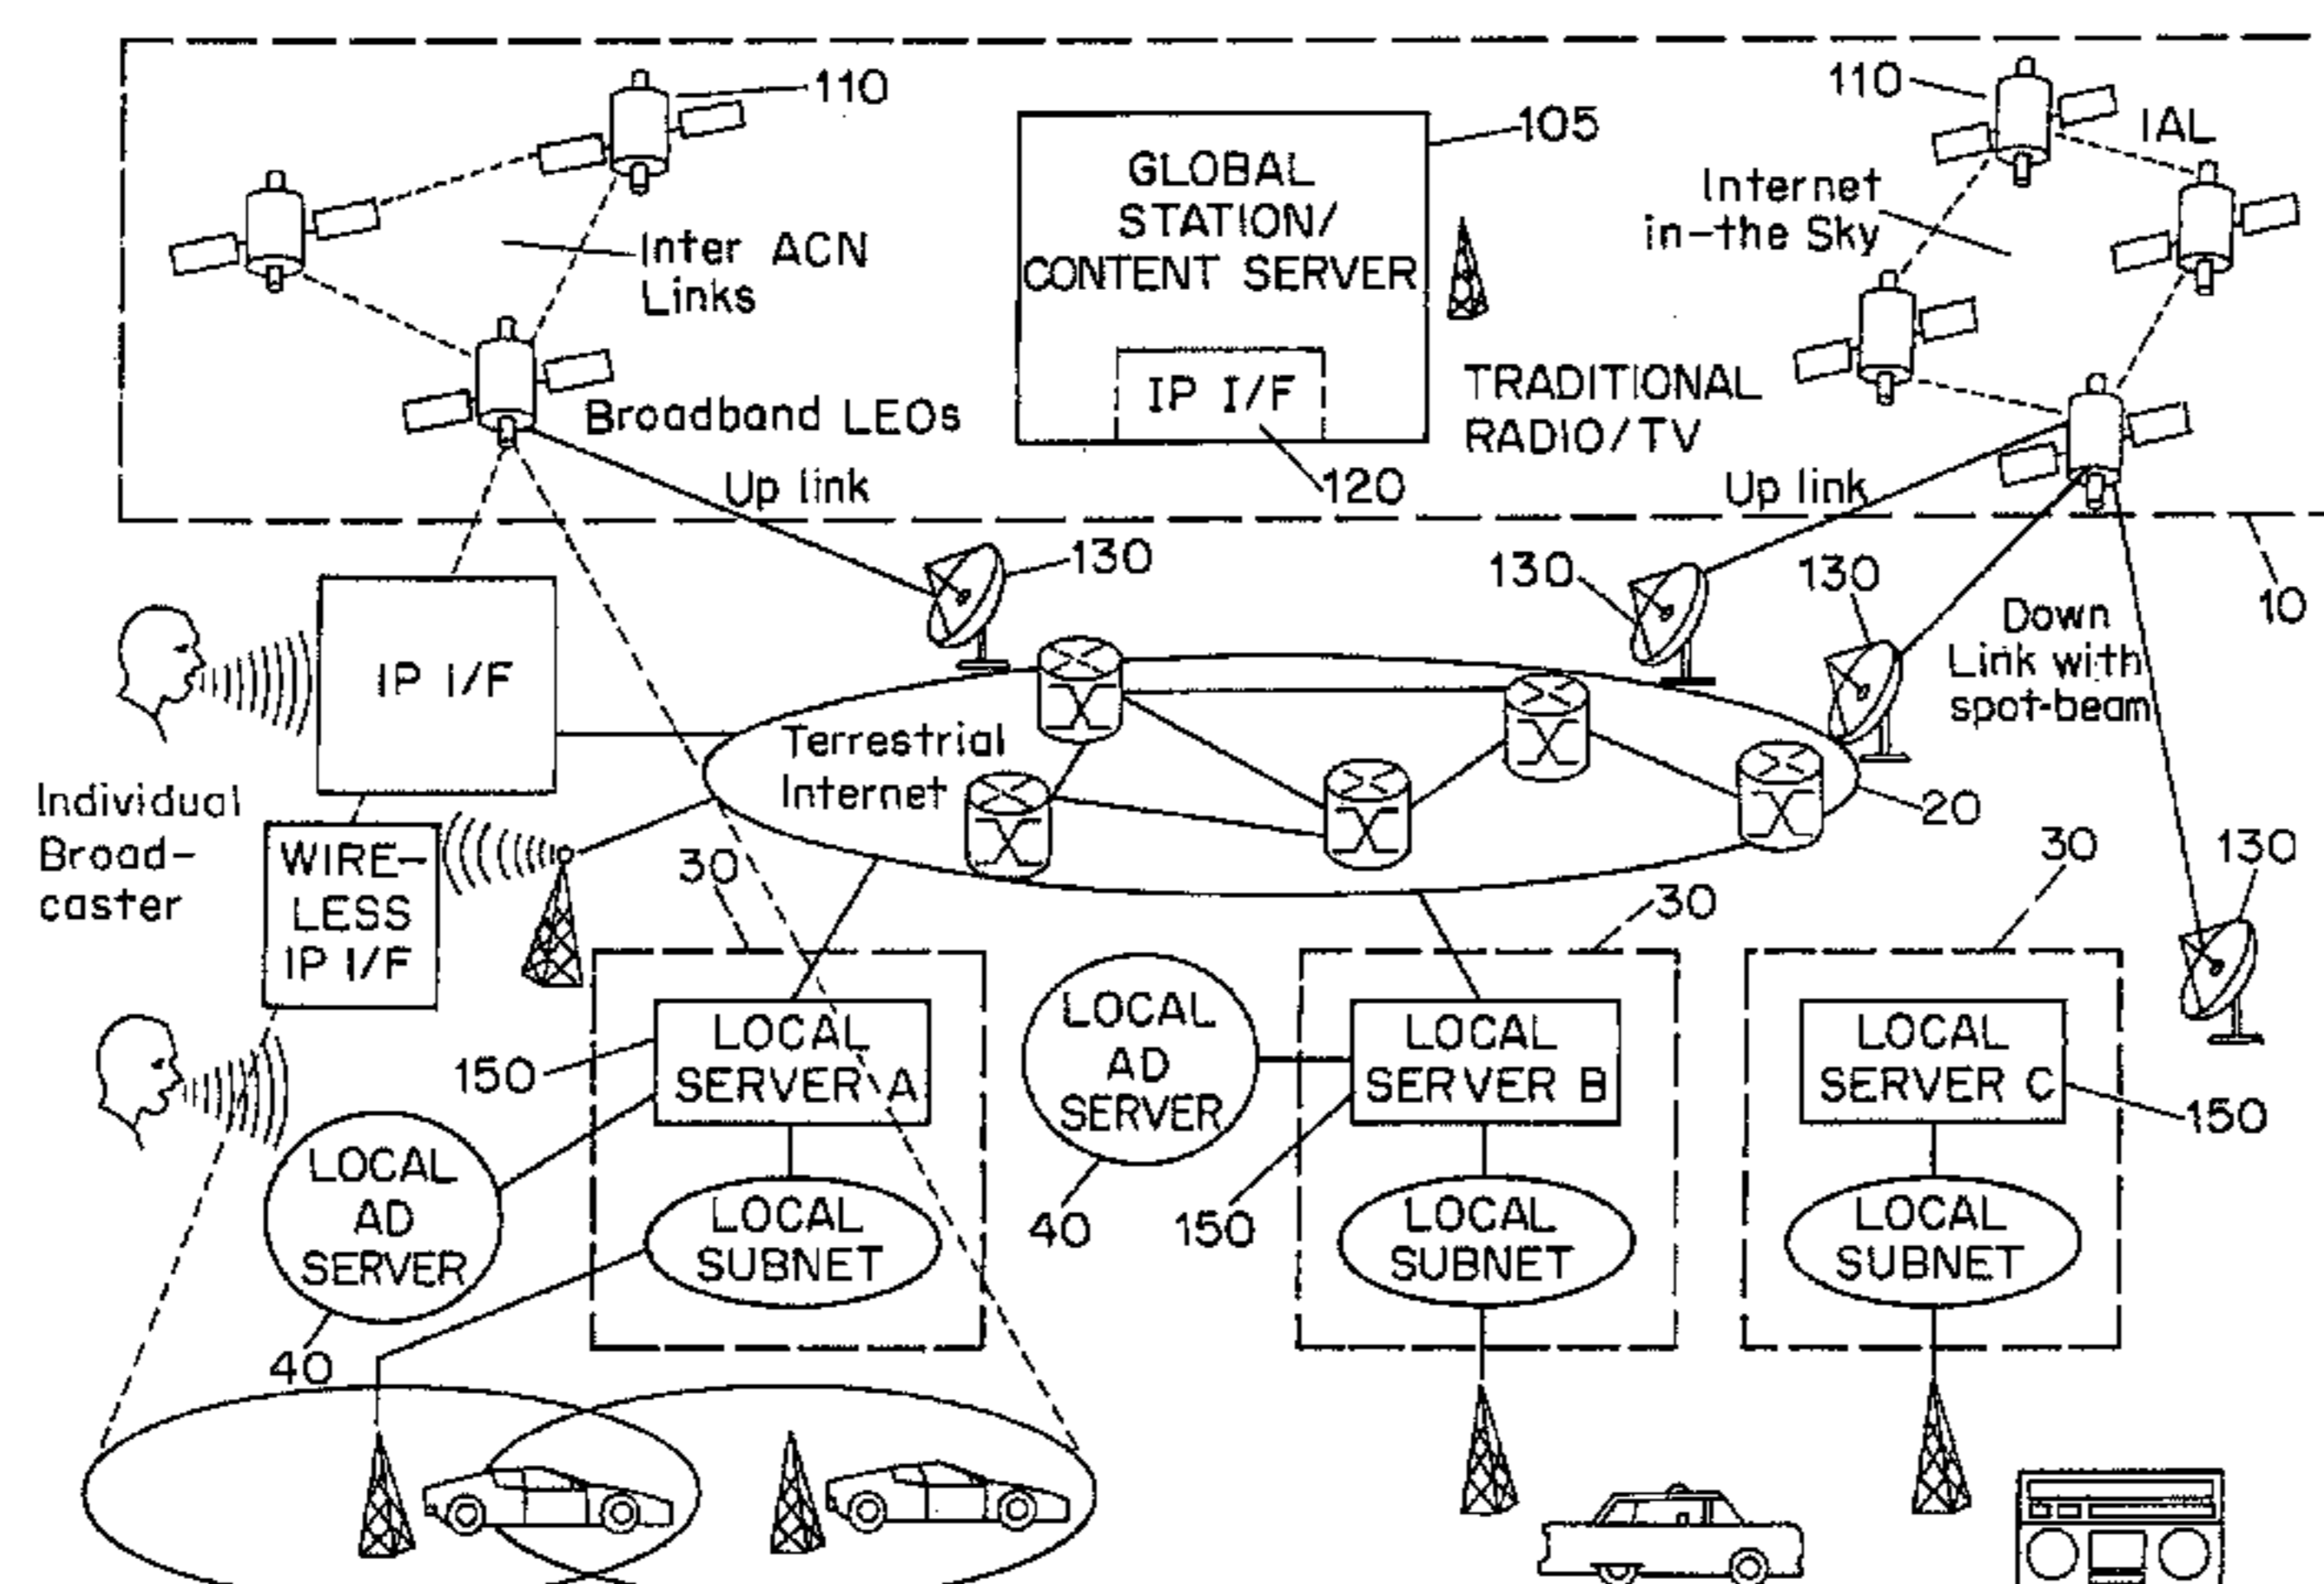 110
105
110
IAL
GLOBAL
STATION/
CONTENT SERVER
Internet
in-the Sky
Inter ACN
Links
IP I/F
TRADITIONAL
RADIO/TV
Broadband LEOs
Up link
120
Up link
130
130
130
10
Down
Link with
spot-beam
IP I/F
Terrestrial
Internet
20
Individual
Broad-
caster
WIRE-
LESS
IP I/F
30
30
30
130
LOCAL
SERVER A
150
LOCAL
AD
SERVER
LOCAL
SERVER B
LOCAL
SERVER C
150
LOCAL
AD
SERVER
40
LOCAL
SUBNET
40
150
LOCAL
SUBNET
LOCAL
SUBNET